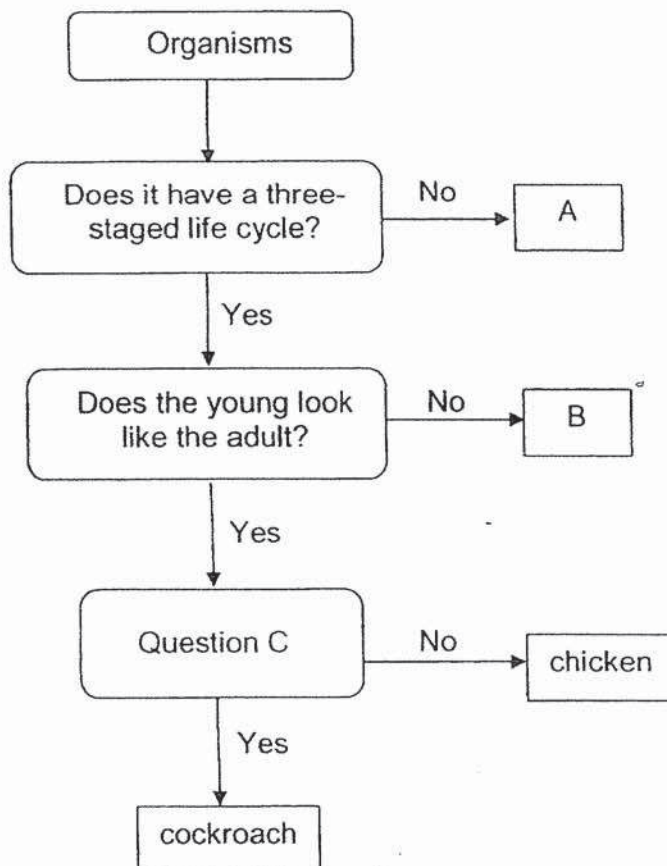 Organisms
Does it have a three-
staged life cycle?
No
A
Yes
Does the young look
like the adult?
No
B
Yes
Question C
No
chicken
Yes
cockroach